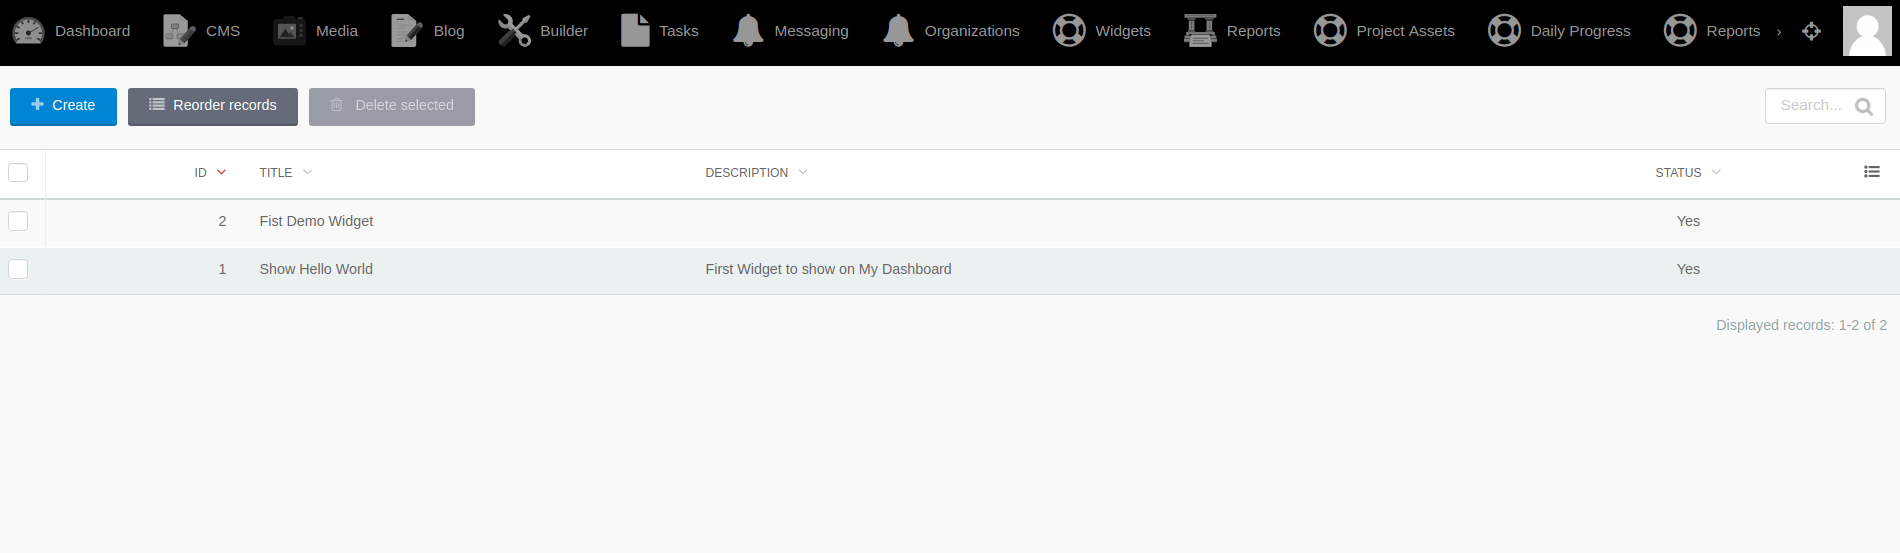 Dashboard CMS Media Blog Builder Tasks Messaging Organizations Widgets Reports Project Assets Daily Progress Reports ›
Create Reorder records Delete selected Search...
ID TITLE DESCRIPTION STATUS
2 Fist Demo Widget Yes
1 Show Hello World First Widget to show on My Dashboard Yes
Displayed records: 1-2 of 2